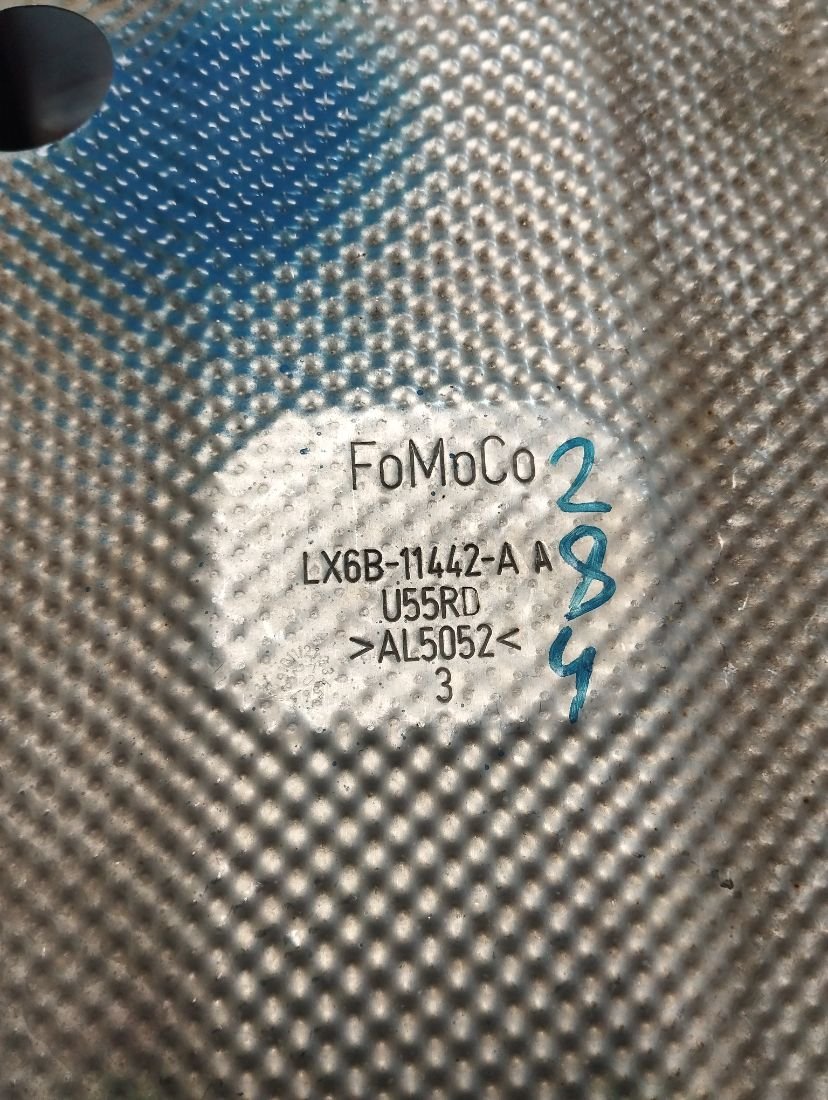 FoMoCo
LX6B-11442-A A
U55RD
>AL5052<
3
2
8
4